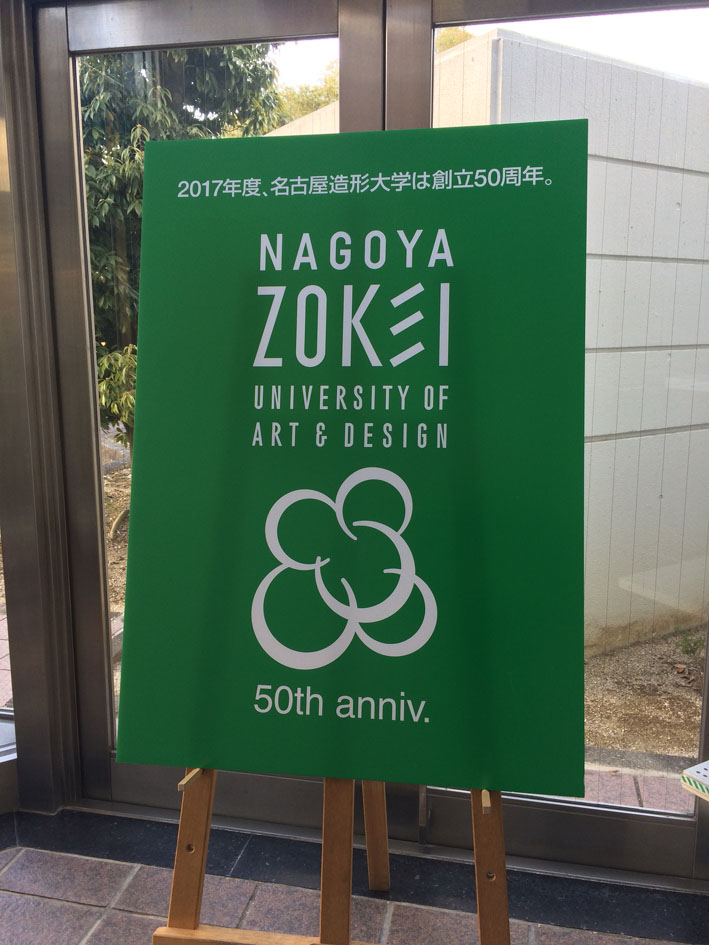 2017年度、名古屋造形大学は創立50周年。
NAGOYA
ZOKEI
UNIVERSITY OF
ART & DESIGN
50th anniv.